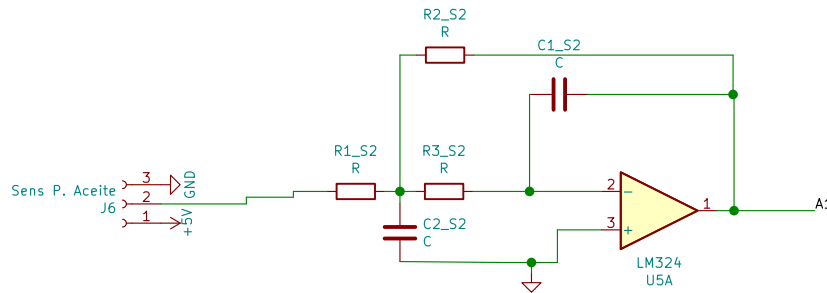 R2_S2
R
C1_S2
C
R1_S2
R
R3_S2
R
Sens P. Aceite
J6
3
2
1
GND
+5V
C2_S2
C
2
3
−
+
1
LM324
U5A